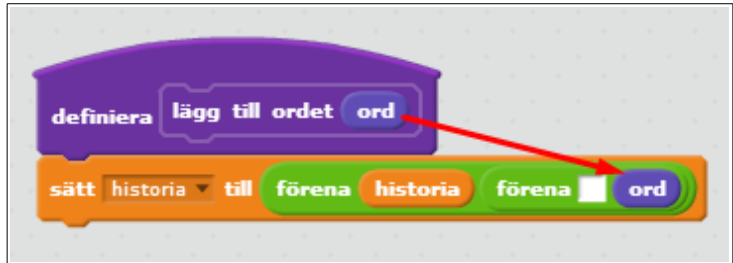 definiera lägg till ordet ord
sätt historia till förena historia förena ord